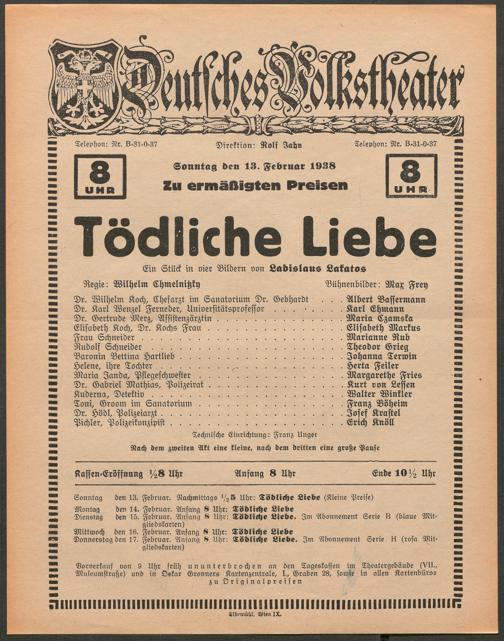 Deutsches Volkstheater
Telephon: Nr. B-31-0-37 Direktion: Rolf Jahn Telephon: Nr. B-31-0-37
8 UHR Sonntag den 13. Februar 1938 8 UHR
Zu ermäßigten Preisen
Tödliche Liebe
Ein Stück in vier Bildern von Ladislaus Lakatos
Regie: Wilhelm Chmelnitzky Bühnenbilder: Max Frey
Dr. Wilhelm Koch, Chefarzt im Sanatorium Dr. Gebhardt . . . Albert Bassermann
Dr. Karl Wenzel Ferneder, Universitätsprofessor . . . Karl Ehmann
Dr. Gertrude Merz, Assistenzärztin . . . Maria Czamska
Elisabeth Koch, Dr. Kochs Frau . . . Elisabeth Markus
Frau Schneider . . . Marianne Rub
Rudolf Schneider . . . Theodor Grieg
Baronin Bettina Hartlieb . . . Johanna Terwin
Helene, ihre Tochter . . . Herta Feiler
Maria Janda, Pflegeschwester . . . Margarethe Fries
Dr. Gabriel Mathias, Polizeirat . . . Kurt von Lessen
Kuderna, Detektiv . . . Walter Winkler
Toni, Groom im Sanatorium . . . Franz Böheim
Dr. Hödl, Polizeiarzt . . . Josef Krastel
Pichler, Polizeikonzipist . . . Erich Knöll
Technische Einrichtung: Franz Unger
Nach dem zweiten Akt eine kleine, nach dem dritten eine große Pause
Kassen-Eröffnung ½8 Uhr Anfang 8 Uhr Ende 10½ Uhr
Sonntag den 13. Februar. Nachmittags ½5 Uhr: Tödliche Liebe (Kleine Preise)
Montag den 14. Februar. Anfang 8 Uhr: Tödliche Liebe
Dienstag den 15. Februar. Anfang 8 Uhr: Tödliche Liebe. Im Abonnement Serie B (blaue Mit-
gliedskarten)
Mittwoch den 16. Februar. Anfang 8 Uhr: Tödliche Liebe
Donnerstag den 17. Februar. Anfang 8 Uhr: Tödliche Liebe. Im Abonnement Serie H (rosa Mit-
gliedskarten)
Vorverkauf von 9 Uhr früh ununterbrochen an den Tageskassen im Theatergebäude (VII.,
Museumstraße) und in Oskar Gronners Kartenzentrale, I., Graben 28, sowie in allen Kartenbüros
zu Originalpreisen
Elbemühl, Wien IX.